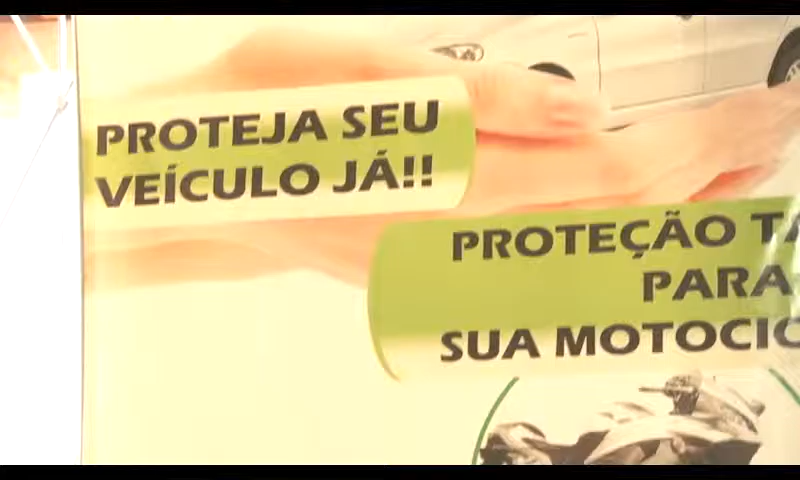 PROTEJA SEU
VEÍCULO JÁ!!
PROTEÇÃO
PARA
SUA